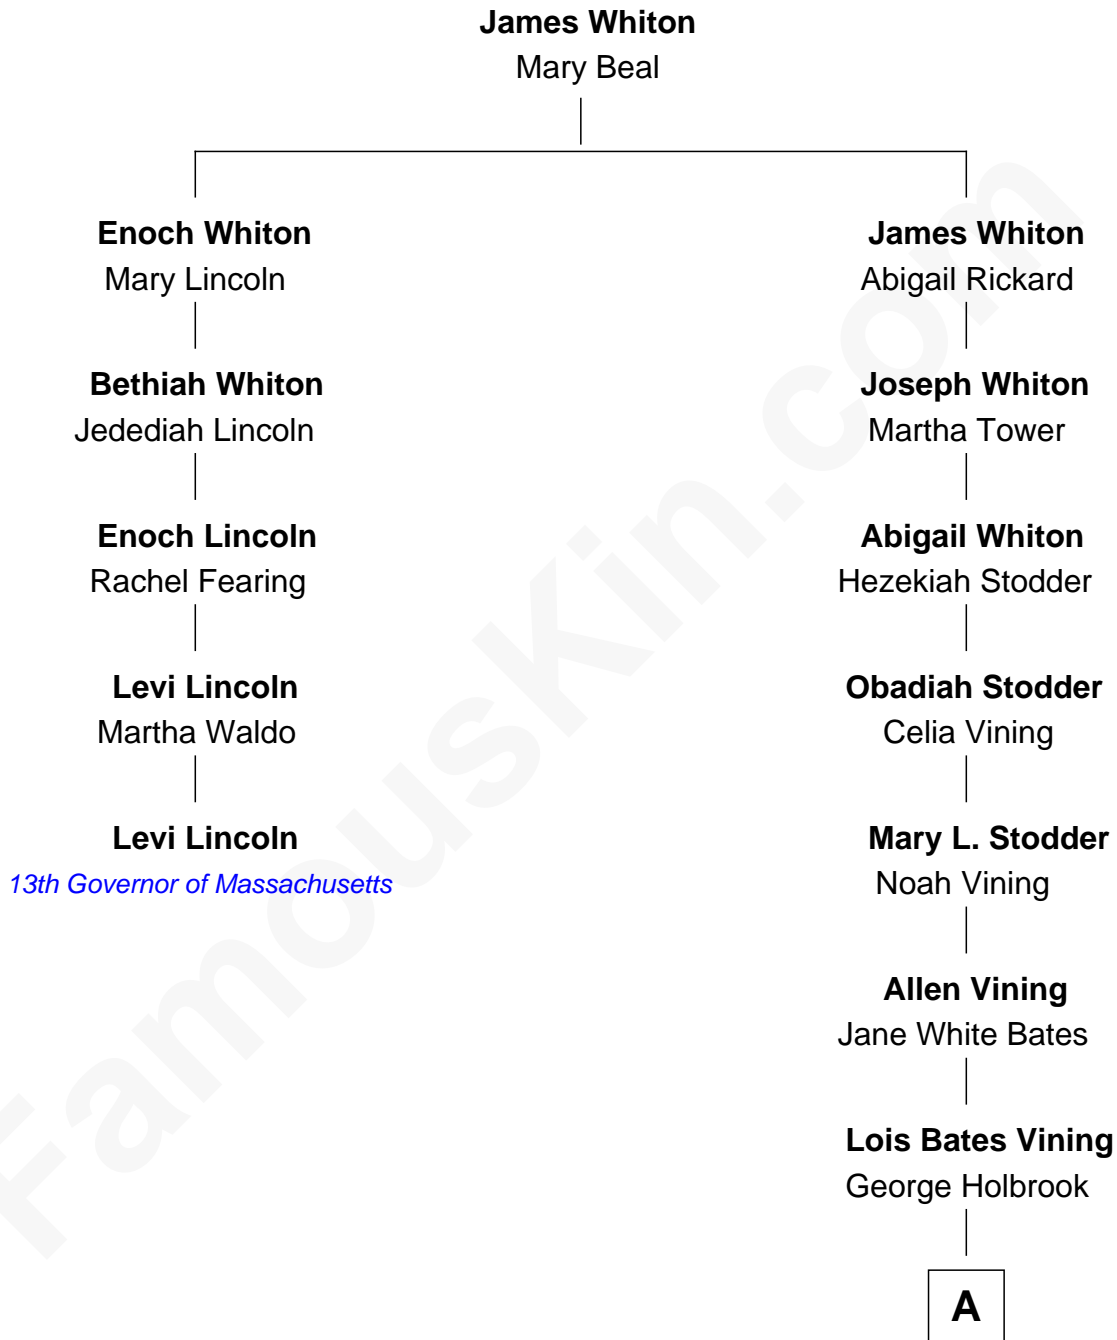 James Whiton
Mary Beal
Enoch Whiton
Mary Lincoln
Bethiah Whiton
Jedediah Lincoln
Enoch Lincoln
Rachel Fearing
Levi Lincoln
Martha Waldo
Levi Lincoln
13th Governor of Massachusetts
James Whiton
Abigail Rickard
Joseph Whiton
Martha Tower
Abigail Whiton
Hezekiah Stodder
Obadiah Stodder
Celia Vining
Mary L. Stodder
Noah Vining
Allen Vining
Jane White Bates
Lois Bates Vining
George Holbrook
A
FamousKin.com